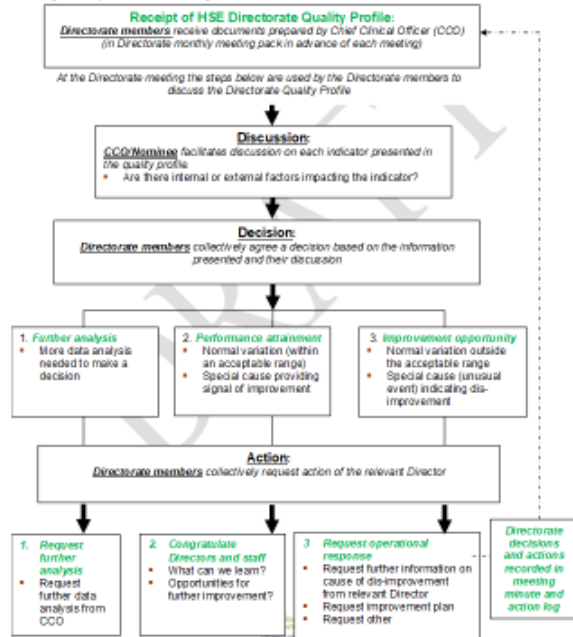 Receipt of HSE Directorate Quality Profile:
Directorate members receive documents prepared by Chief Clinical Officer (CCO)
(in Directorate monthly meeting pack in advance of each meeting)
At the Directorate meeting the steps below are used by the Directorate members to
discuss the Directorate Quality Profile
Discussion:
CCO/Nominee facilitates discussion on each indicator presented in
the quality profile
Are there internal or external factors impacting the indicator?
Decision:
Directorate members collectively agree a decision based on the information
presented and their discussion
1. Further analysis
More data analysis
needed to make a
decision
2. Performance attainment
Normal variation (within
an acceptable range)
Special cause providing
signal of improvement
3. Improvement opportunity
Normal variation outside
the acceptable range
Special cause (unusual
event) indicating dis-
improvement
Action:
Directorate members collectively request action of the relevant Director
1. Request
further
analysis
Request
further data
analysis from
CCO
2. Congratulate
Directors and staff
What can we learn?
Opportunities for
further improvement?
3 Request operational
response
Request further information on
cause of dis-improvement
from relevant Director
Request improvement plan
Request other
Directorate
decisions
and actions
recorded in
meeting
minute and
action log
DRAFT